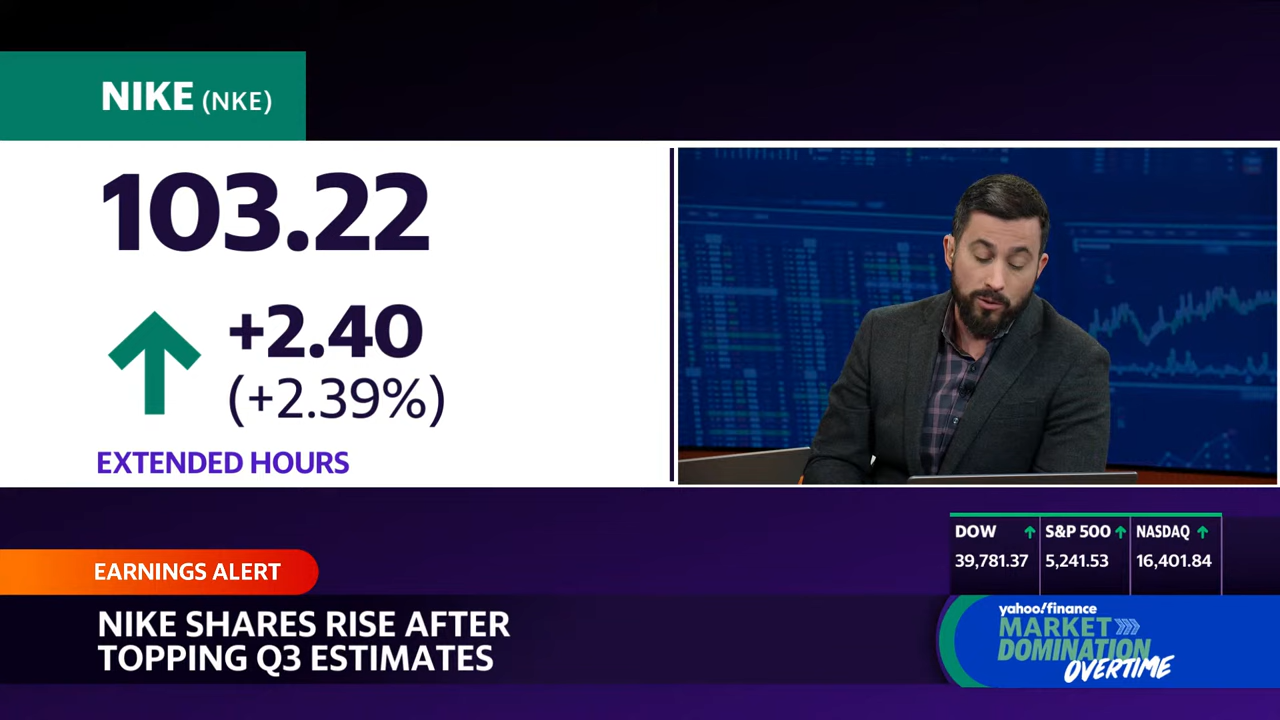 NIKE (NKE)
103.22
+2.40
(+2.39%)
EXTENDED HOURS
EARNINGS ALERT
NIKE SHARES RISE AFTER
TOPPING Q3 ESTIMATES
DOW
39,781.37
S&P 500
5,241.53
NASDAQ
16,401.84
yahoo!finance
MARKET
DOMINATION
OVERTIME